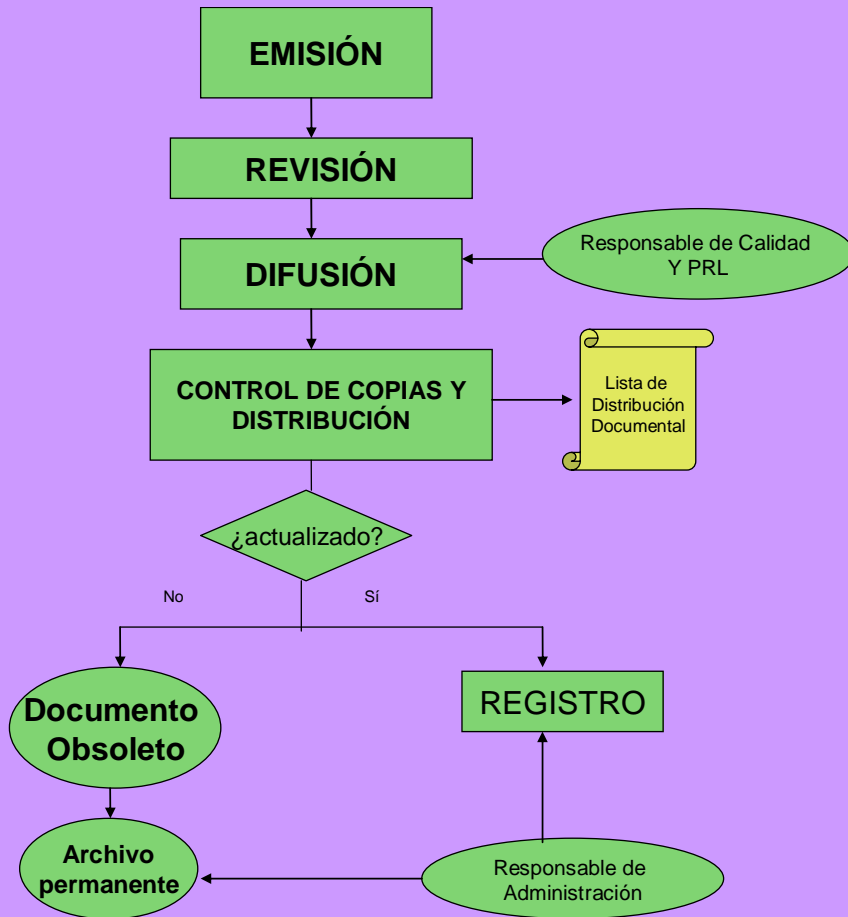 EMISIÓN
REVISIÓN
DIFUSIÓN
Responsable de Calidad
Y PRL
CONTROL DE COPIAS Y
DISTRIBUCIÓN
Lista de
Distribución
Documental
¿actualizado?
No
Sí
Documento
Obsoleto
REGISTRO
Archivo
permanente
Responsable de
Administración